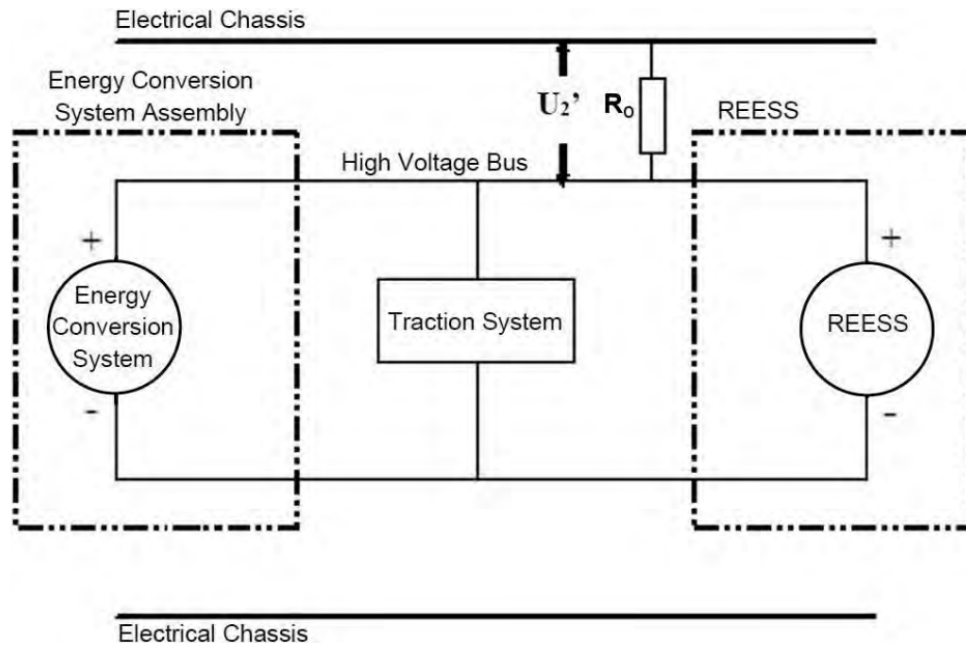 Electrical Chassis
Energy Conversion
System Assembly
U₂’
Rₒ
REESS
High Voltage Bus
+
+
Energy
Conversion
System
Traction System
REESS
-
-
Electrical Chassis